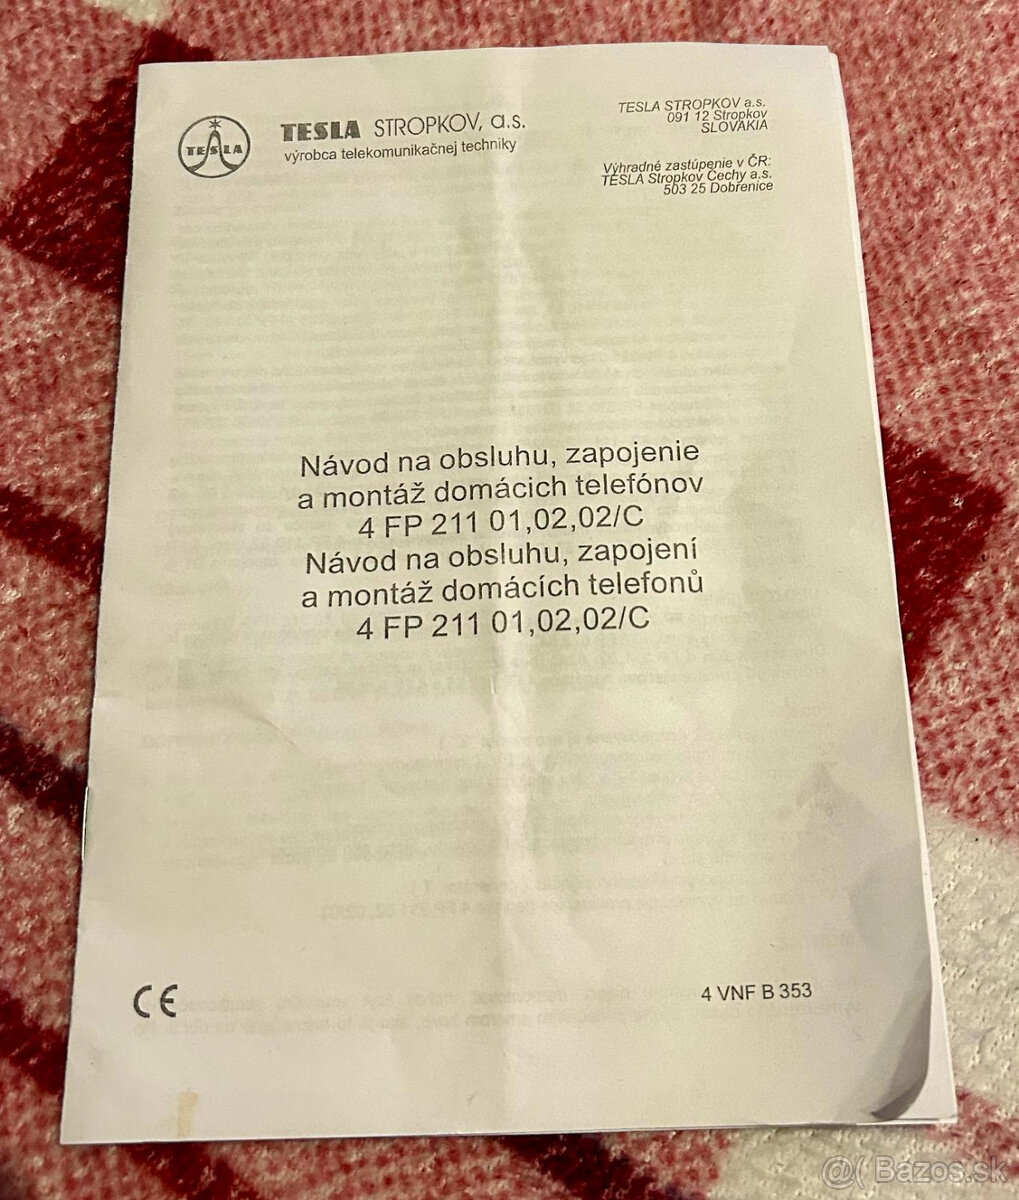 TESLA
TESLA STROPKOV, a.s.
výrobca telekomunikačnej techniky
TESLA STROPKOV a.s.
091 12 Stropkov
SLOVAKIA
Výhradné zastúpenie v ČR:
TESLA Stropkov Čechy a.s.
503 25 Dobřenice
Návod na obsluhu, zapojenie
a montáž domácich telefónov
4 FP 211 01,02,02/C
Návod na obsluhu, zapojení
a montáž domácích telefonů
4 FP 211 01,02,02/C
CE
4 VNF B 353
@( Bazos.sk